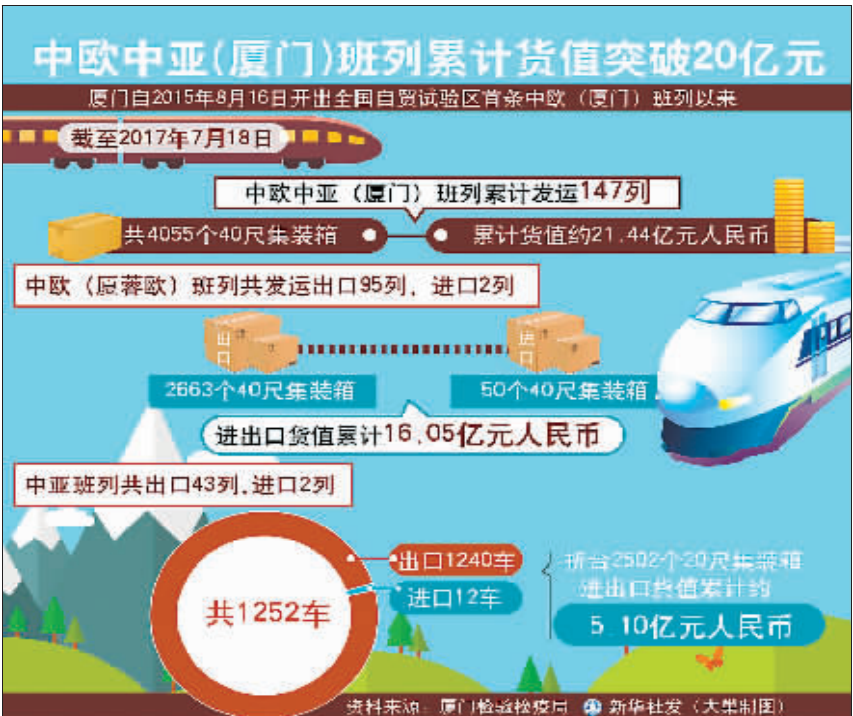 中欧中亚(厦门)班列累计货值突破20亿元
厦门自2015年8月16日开出全国自贸试验区首条中欧（厦门）班列以来
截至2017年7月18日
中欧中亚（厦门）班列累计发运147列
共4055个40尺集装箱
累计货值约21.44亿元人民币
中欧（厦蓉欧）班列共发运出口95列，进口2列
出口
进口
2663个40尺集装箱
50个40尺集装箱
进出口货值累计16.05亿元人民币
中亚班列共出口43列,进口2列
共1252车
出口1240车
进口12车
折合2502个20尺集装箱
进出口货值累计约
5.10亿元人民币
资料来源：厦门检验检疫局 新华社发（大巢制图）